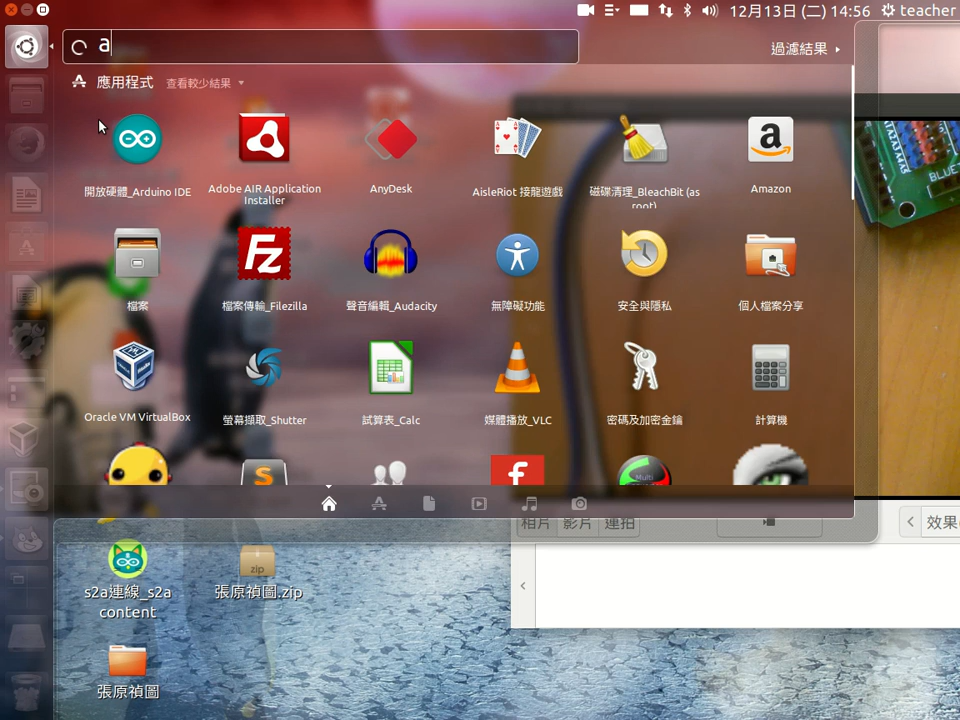 12月13日 (二) 14:56 teacher
a
過濾結果
應用程式 查看較少結果
開放硬體_Arduino IDE
Adobe AIR Application
Installer
AnyDesk
AisleRiot 接龍遊戲
磁碟清理_BleachBit (as
root)
Amazon
檔案
檔案傳輸_Filezilla
聲音編輯_Audacity
無障礙功能
安全與隱私
個人檔案分享
Oracle VM VirtualBox
螢幕擷取_Shutter
試算表_Calc
媒體播放_VLC
密碼及加密金鑰
計算機
Multi
相片 影片 連拍
效果
s2a連線_s2a
content
zip
張原禎圖.zip
張原禎圖
BLUE